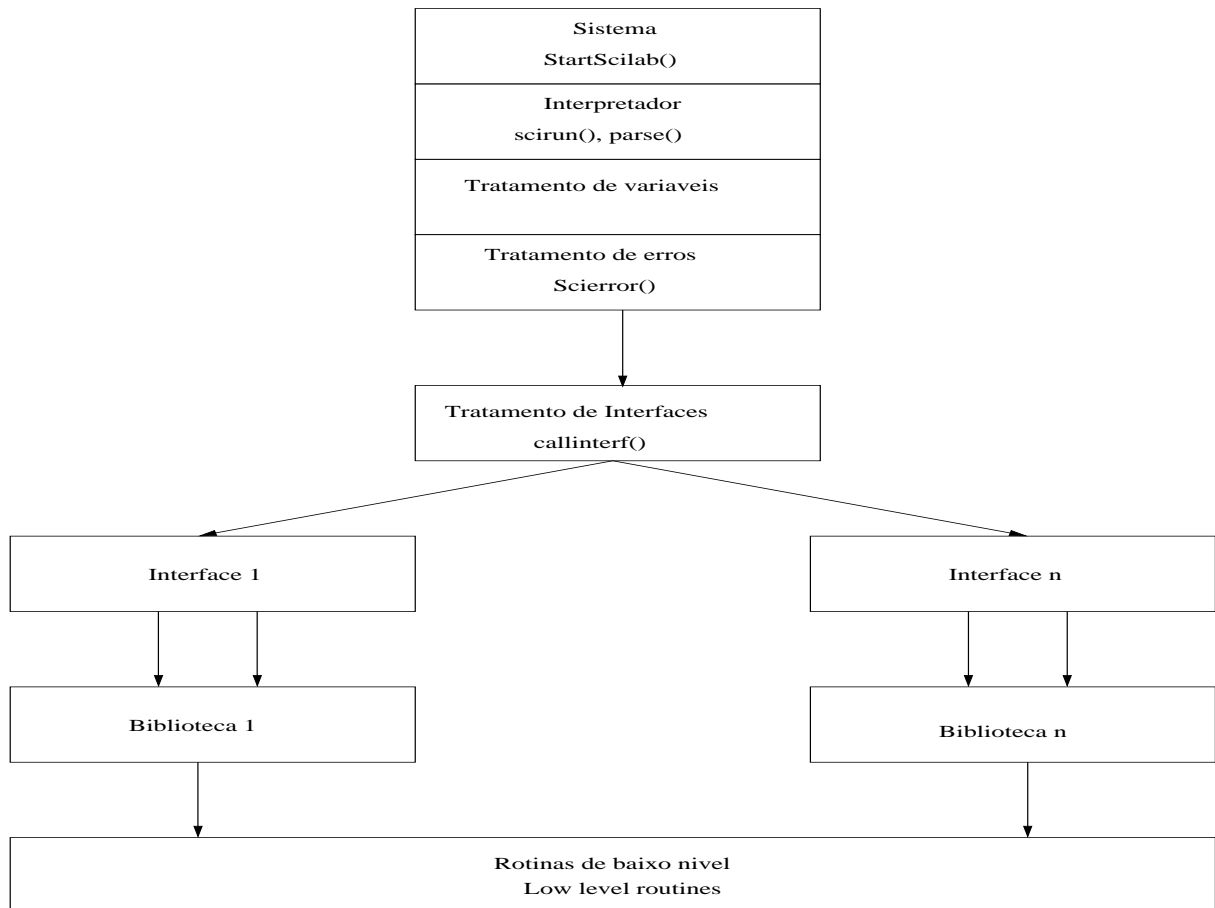 Sistema
StartScilab()
Interpretador
scirun(), parse()
Tratamento de variaveis
Tratamento de erros
Scierror()
Tratamento de Interfaces
callinterf()
Interface 1
Interface n
Biblioteca 1
Biblioteca n
Rotinas de baixo nivel
Low level routines